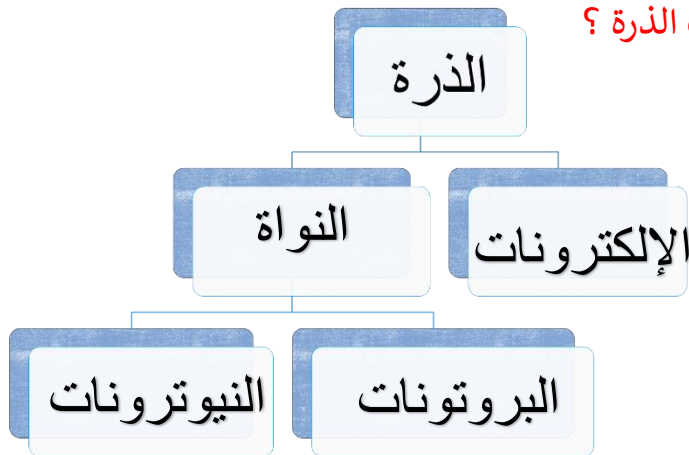 الذرة ؟
الذرة
الإلكترونات
النواة
البروتونات
النيوترونات